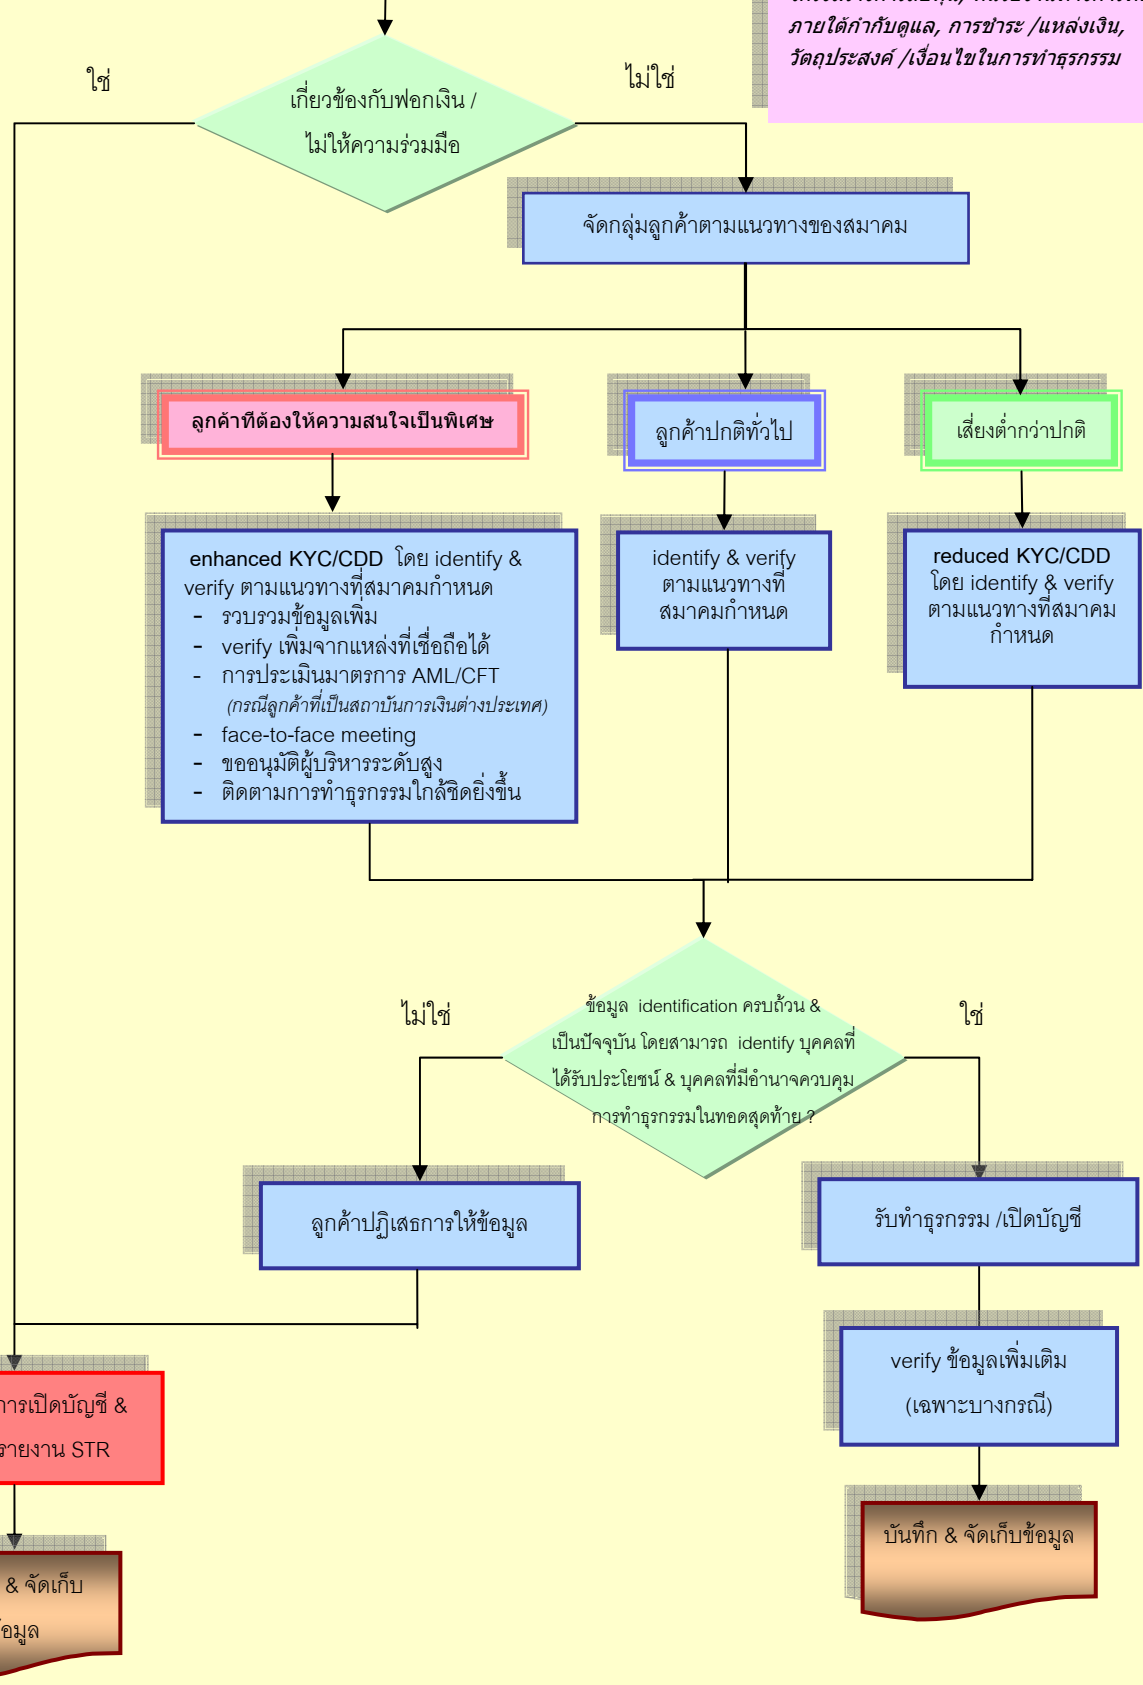 ภายใต้กำกับดูแล, การชำระ /แหล่งเงิน,
วัตถุประสงค์ /เงื่อนไขในการทำธุรกรรม
ใช่
ไม่ใช่
เกี่ยวข้องกับฟอกเงิน /
ไม่ให้ความร่วมมือ
จัดกลุ่มลูกค้าตามแนวทางของสมาคม
ลูกค้าที่ต้องให้ความสนใจเป็นพิเศษ
ลูกค้าปกติทั่วไป
เสี่ยงต่ำกว่าปกติ
enhanced KYC/CDD โดย identify &
verify ตามแนวทางที่สมาคมกำหนด
- รวบรวมข้อมูลเพิ่ม
- verify เพิ่มจากแหล่งที่เชื่อถือได้
- การประเมินมาตรการ AML/CFT
(กรณีลูกค้าที่เป็นสถาบันการเงินต่างประเทศ)
- face-to-face meeting
- ขออนุมัติผู้บริหารระดับสูง
- ติดตามการทำธุรกรรมใกล้ชิดยิ่งขึ้น
identify & verify
ตามแนวทางที่
สมาคมกำหนด
reduced KYC/CDD
โดย identify & verify
ตามแนวทางที่สมาคม
กำหนด
ไม่ใช่
ใช่
ข้อมูล identification ครบถ้วน &
เป็นปัจจุบัน โดยสามารถ identify บุคคลที่
ได้รับประโยชน์ & บุคคลที่มีอำนาจควบคุม
การทำธุรกรรมในทอดสุดท้าย ?
ลูกค้าปฏิเสธการให้ข้อมูล
รับทำธุรกรรม /เปิดบัญชี
verify ข้อมูลเพิ่มเติม
(เฉพาะบางกรณี)
การเปิดบัญชี &
รายงาน STR
บันทึก & จัดเก็บข้อมูล
& จัดเก็บ